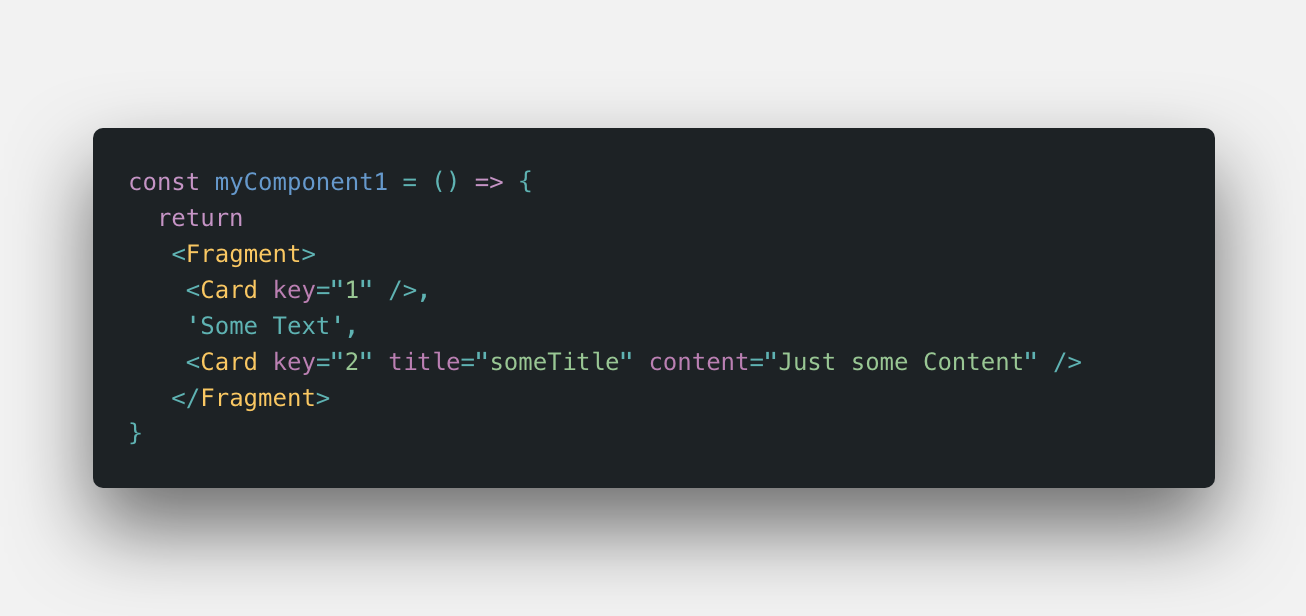 const myComponent1 = () => {
  return
   <Fragment>
    <Card key="1" />,
    'Some Text',
    <Card key="2" title="someTitle" content="Just some Content" />
   </Fragment>
}